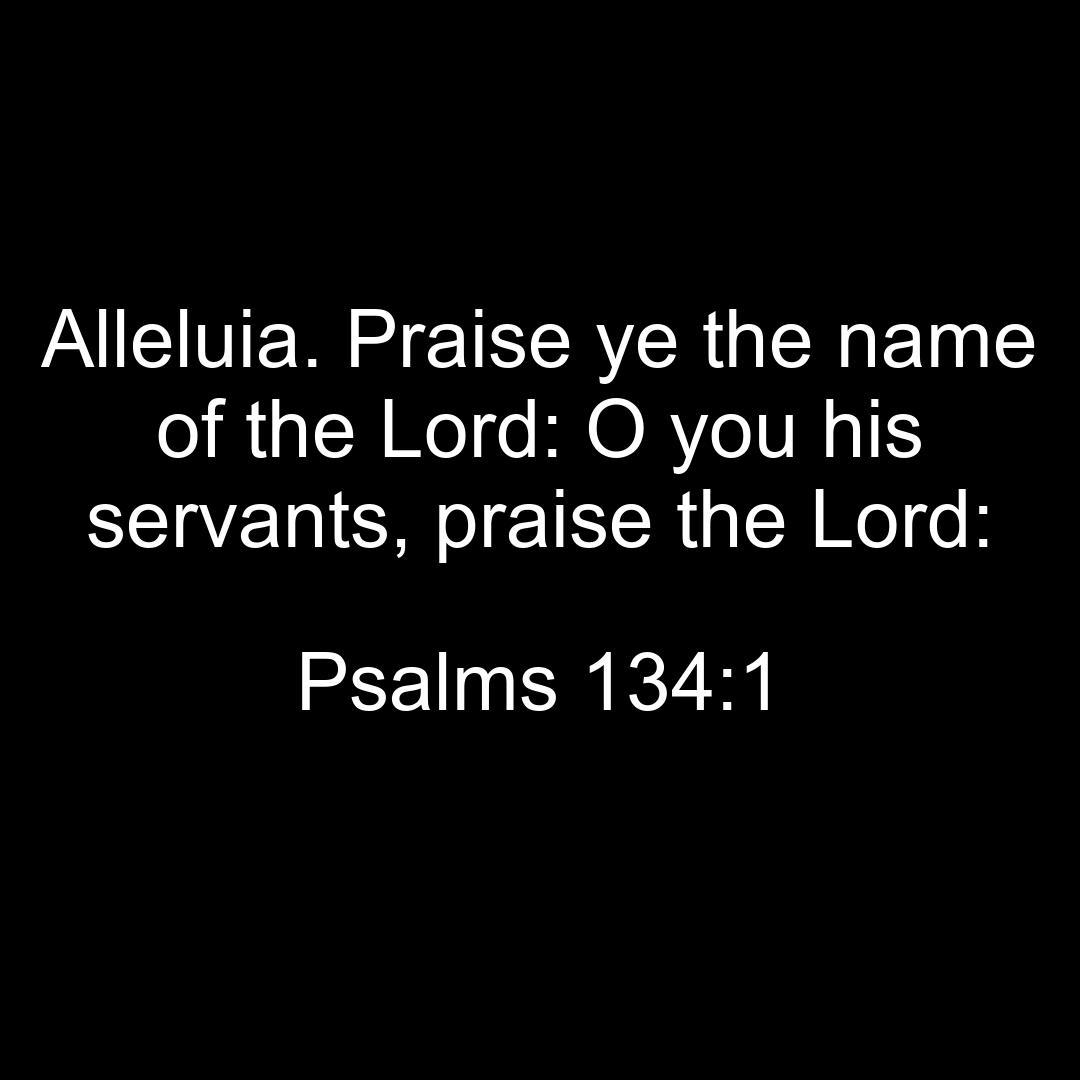 Alleluia. Praise ye the name
of the Lord: O you his
servants, praise the Lord:
Psalms 134:1